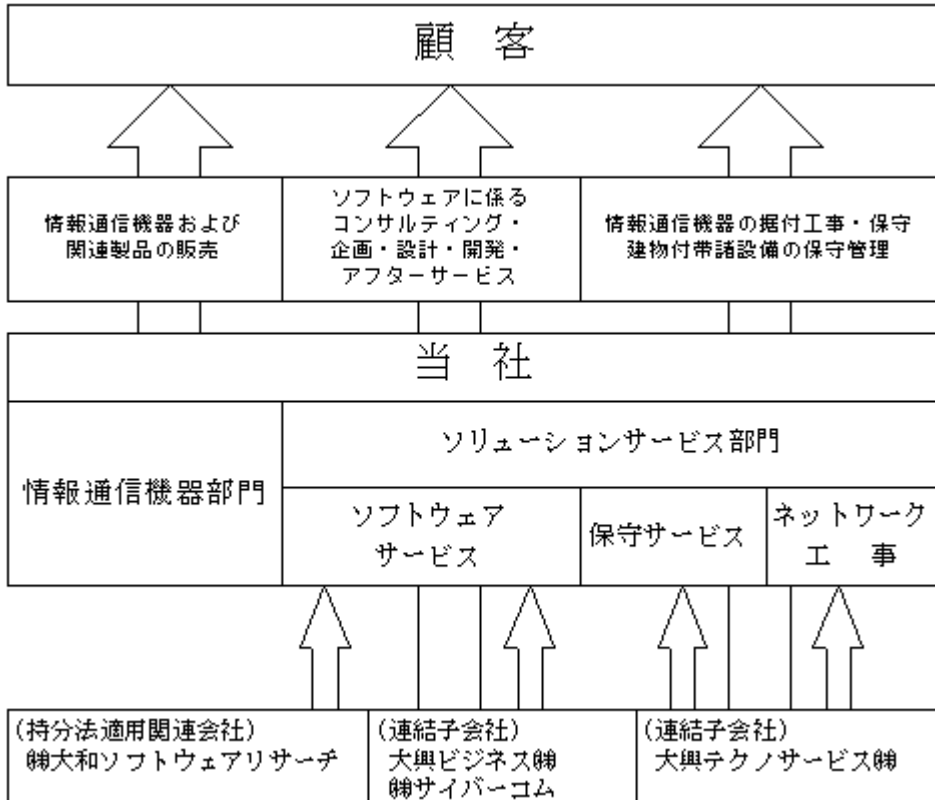 顧 客
情報通信機器および
関連製品の販売
ソフトウェアに係る
コンサルティング・
企画・設計・開発・
アフターサービス
情報通信機器の据付工事・保守
建物付帯諸設備の保守管理
当 社
情報通信機器部門
ソリューションサービス部門
ソフトウェア
サービス
保守サービス
ネットワーク
工 事
(持分法適用関連会社)
㈱大和ソフトウェアリサーチ
(連結子会社)
大興ビジネス㈱
㈱サイバーコム
(連結子会社)
大興テクノサービス㈱